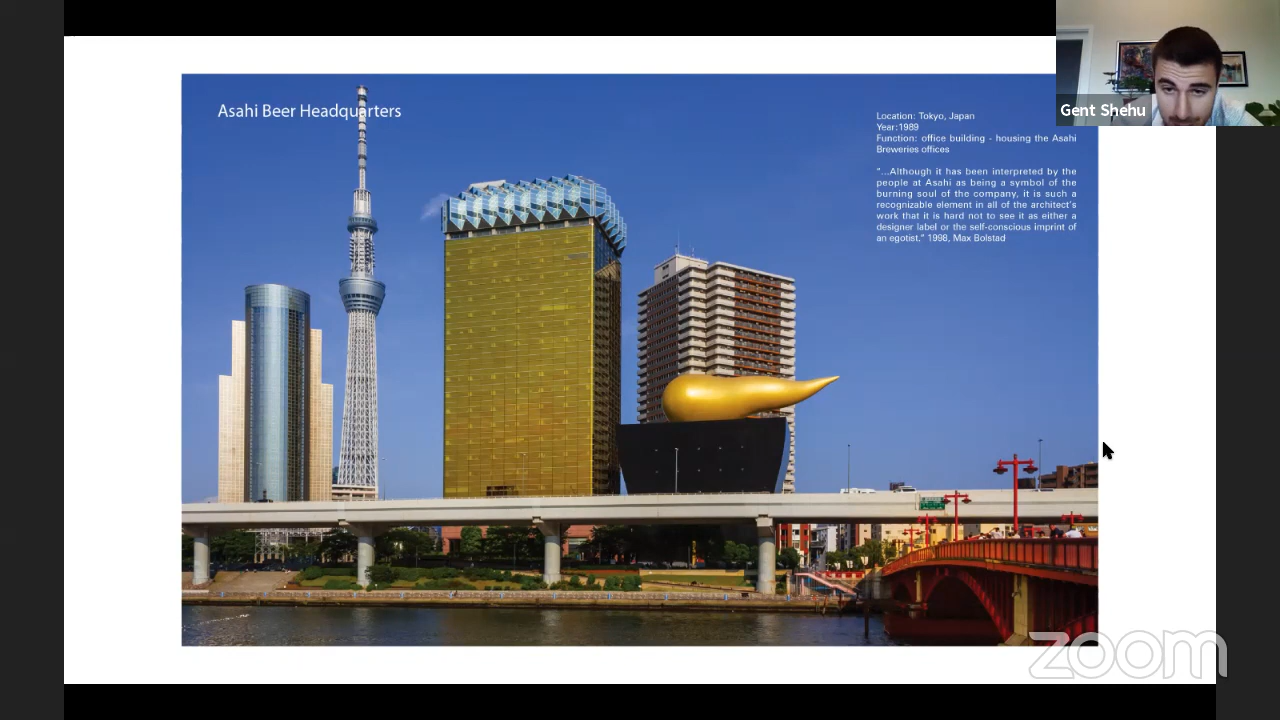 Asahi Beer Headquarters
Location: Tokyo, Japan
Year:1989
Function: office building - housing the Asahi
Breweries offices
"...Although it has been interpreted by the
people at Asahi as being a symbol of the
burning soul of the company, it is such a
recognizable element in all of the architect's
work that it is hard not to see it as either a
designer label or the self-conscious imprint of
an egotist." 1998, Max Bolstad
Gent Shehu
zoom